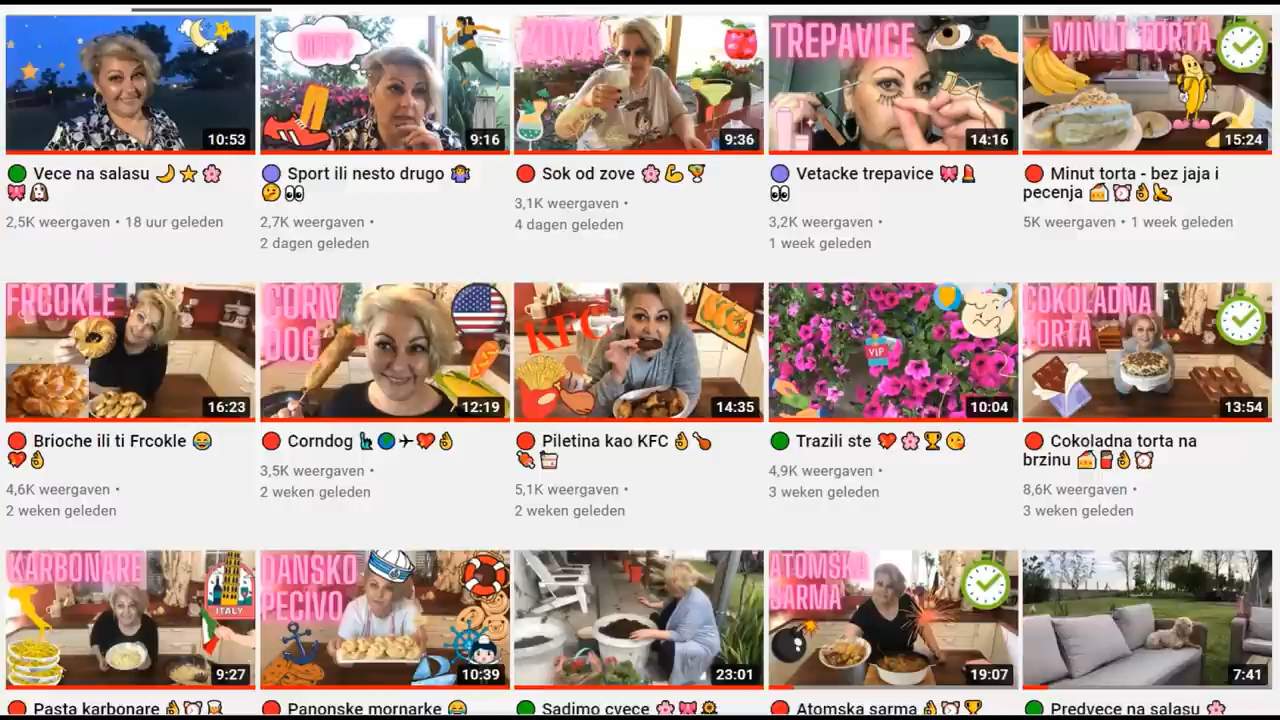 10:53
???? 9:16
ZOVA 9:36
TREPAVICE 14:16
MINUT TORTA 15:24
Vece na salasu
2,5K weergaven • 18 uur geleden
Sport ili nesto drugo
2,7K weergaven •
2 dagen geleden
Sok od zove
3,1K weergaven •
4 dagen geleden
Vetacke trepavice
3,2K weergaven •
1 week geleden
Minut torta - bez jaja i
pecenja
5K weergaven • 1 week geleden
FRCOKLE 16:23
CORN
DOG 12:19
KFC 14:35
VIP 10:04
COKOLADNA
TORTA 13:54
Brioche ili ti Frcokle
4,6K weergaven •
2 weken geleden
Corndog
3,5K weergaven •
2 weken geleden
Piletina kao KFC
5,1K weergaven •
2 weken geleden
Trazili ste
4,9K weergaven •
3 weken geleden
Cokoladna torta na
brzinu
8,6K weergaven •
3 weken geleden
KARBONARE
ITALY 9:27
DANSKO
PECIVO 10:39
23:01
ATOMSKA
SARMA 19:07
7:41
Pasta karbonare
Panonske mornarke
Sadimo cvece
Atomska sarma
Predvece na salasu